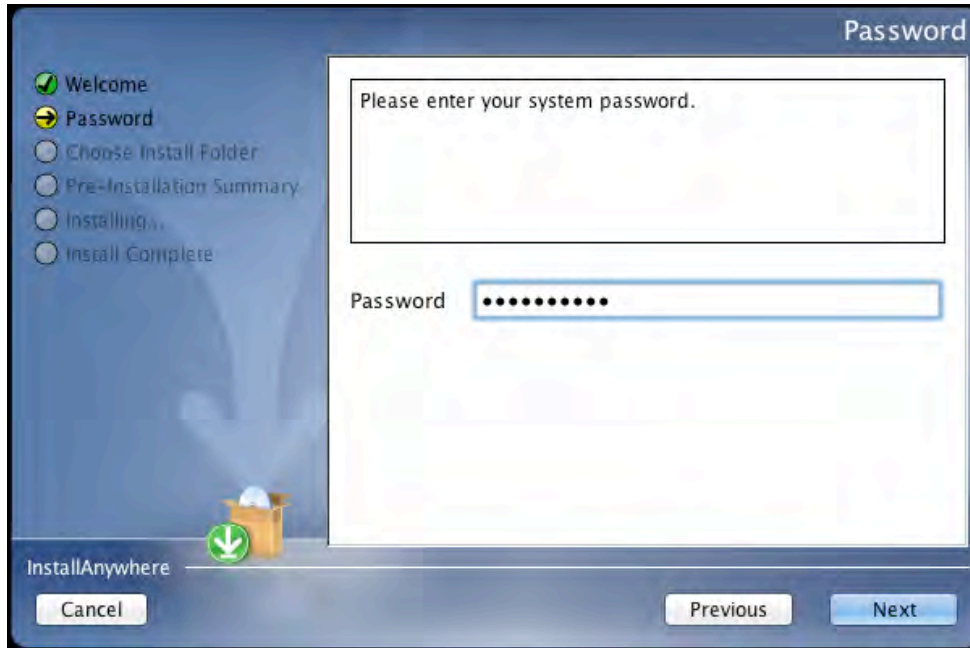 Password
Welcome
Password
Choose Install Folder
Pre-Installation Summary
Installing...
Install Complete
Please enter your system password.
Password ••••••••••
InstallAnywhere
Cancel
Previous
Next